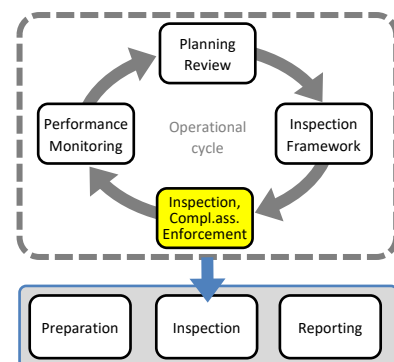 Planning
Review
Performance
Monitoring
Operational
cycle
Inspection
Framework
Inspection,
Compl.ass.
Enforcement
Preparation
Inspection
Reporting